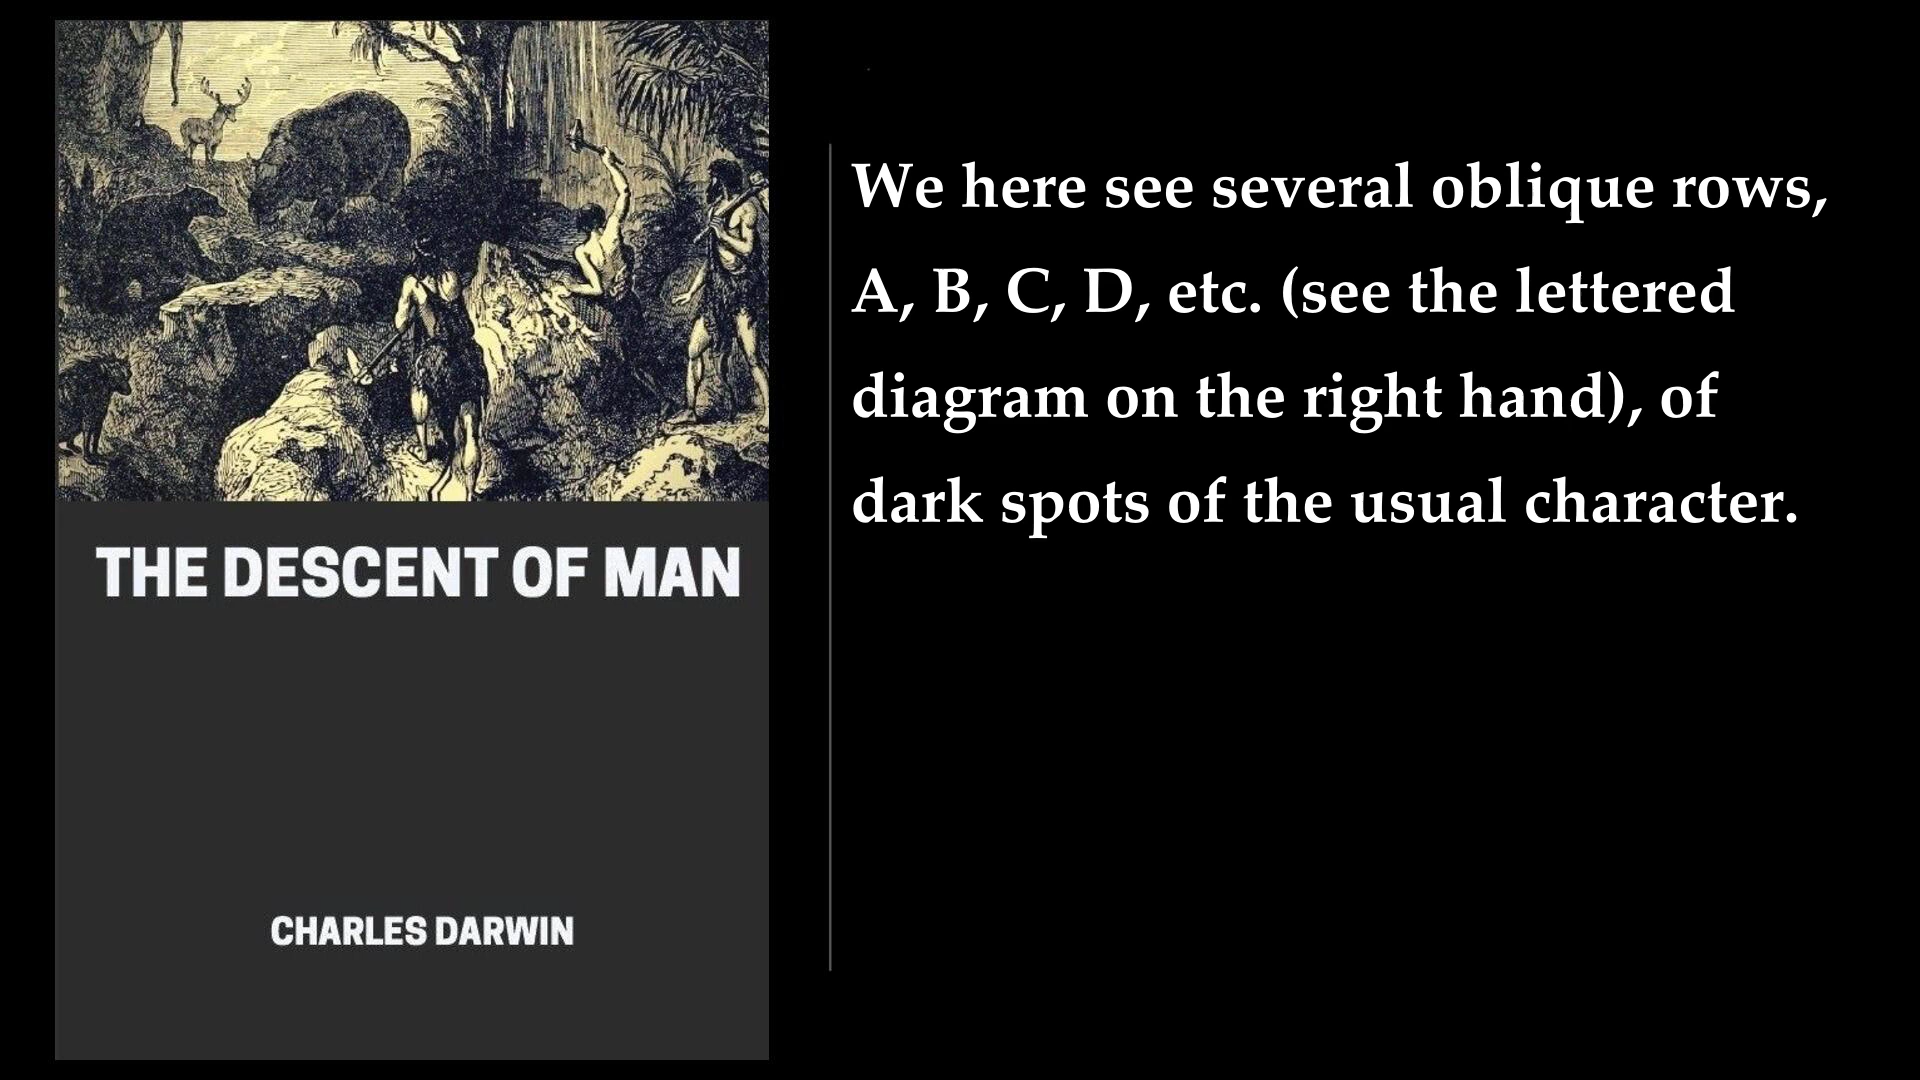 THE DESCENT OF MAN
CHARLES DARWIN
We here see several oblique rows,
A, B, C, D, etc. (see the lettered
diagram on the right hand), of
dark spots of the usual character.